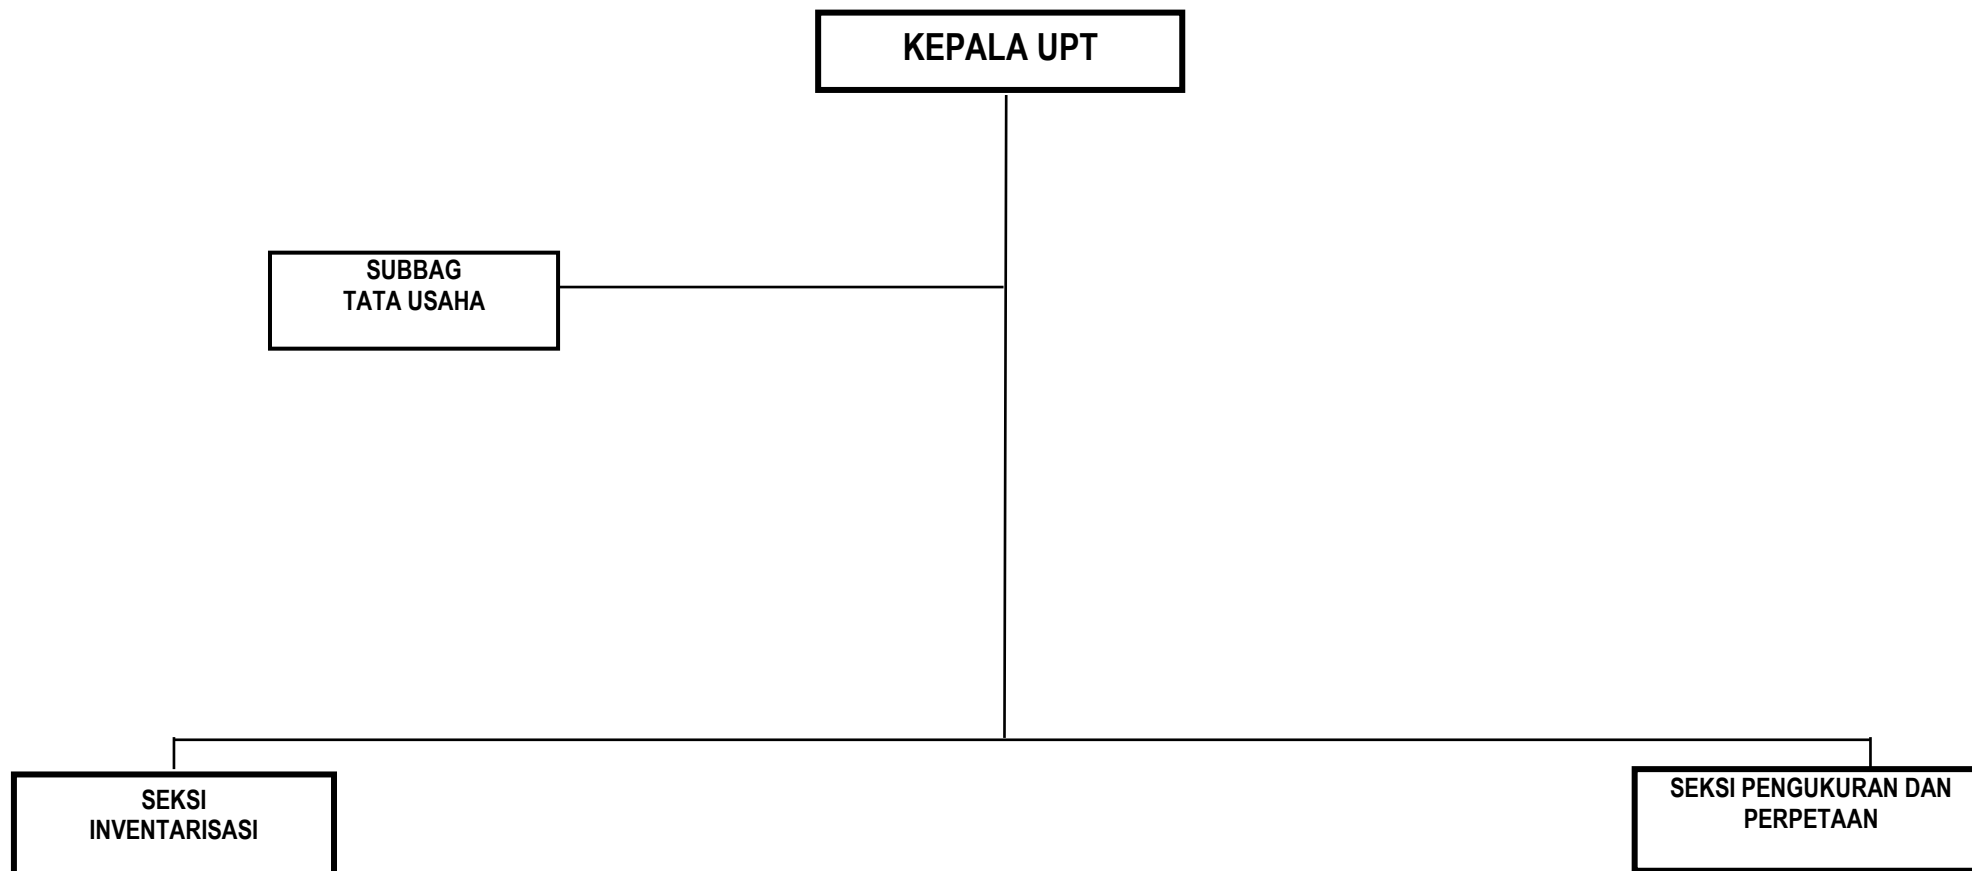 KEPALA UPT
SUBBAG
TATA USAHA
SEKSI
INVENTARISASI
SEKSI PENGUKURAN DAN
PERPETAAN